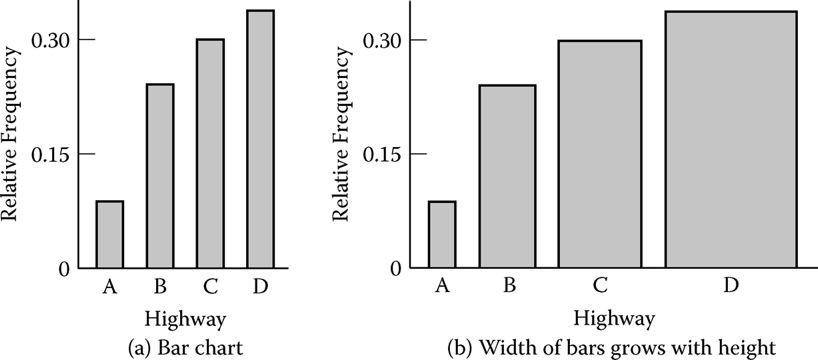 Relative Frequency
0.30
0.15
0
A B C D
Highway
(a) Bar chart
Relative Frequency
0.30
0.15
0
A B C D
Highway
(b) Width of bars grows with height